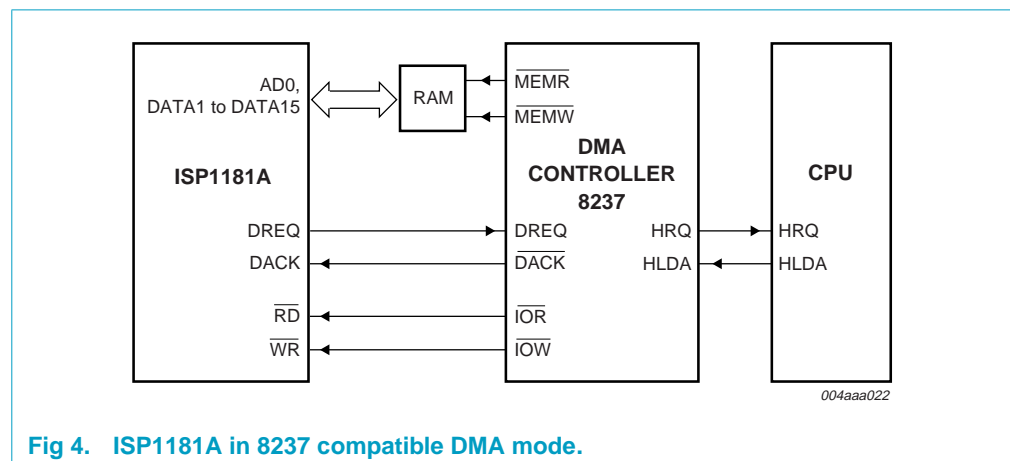 AD0,
DATA1 to DATA15
RAM
MEMR
MEMW
ISP1181A
DMA
CONTROLLER
8237
CPU
DREQ
DREQ
HRQ
HRQ
DACK
DACK
HLDA
HLDA
RD
IOR
WR
IOW
004aaa022
Fig 4. ISP1181A in 8237 compatible DMA mode.